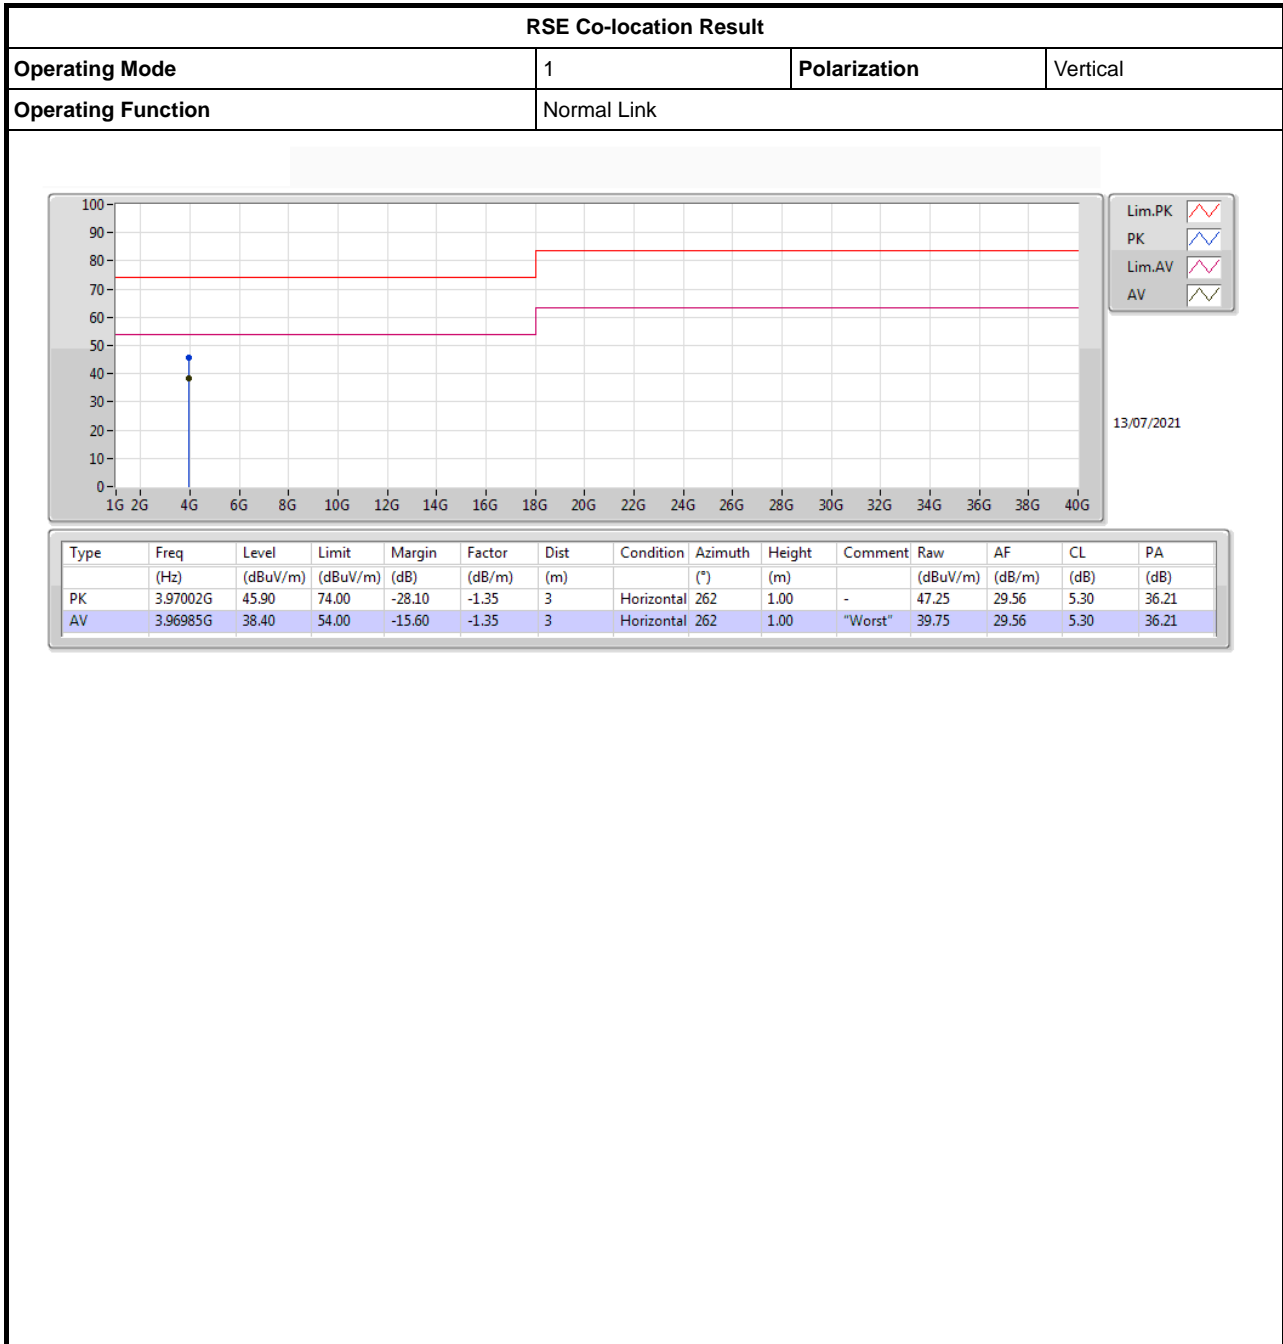 RSE Co-location Result
Operating Mode 1 Polarization Vertical
Operating Function Normal Link
100
90
80
70
60
50
40
30
20
10
0
1G 2G 4G 6G 8G 10G 12G 14G 16G 18G 20G 22G 24G 26G 28G 30G 32G 34G 36G 38G 40G
Lim.PK
PK
Lim.AV
AV
13/07/2021
Type Freq Level Limit Margin Factor Dist Condition Azimuth Height Comment Raw AF CL PA
(Hz) (dBuV/m) (dBuV/m) (dB) (dB/m) (m) (°) (m) (dBuV/m) (dB/m) (dB) (dB)
PK 3.97002G 45.90 74.00 -28.10 -1.35 3 Horizontal 262 1.00 - 47.25 29.56 5.30 36.21
AV 3.96985G 38.40 54.00 -15.60 -1.35 3 Horizontal 262 1.00 "Worst" 39.75 29.56 5.30 36.21